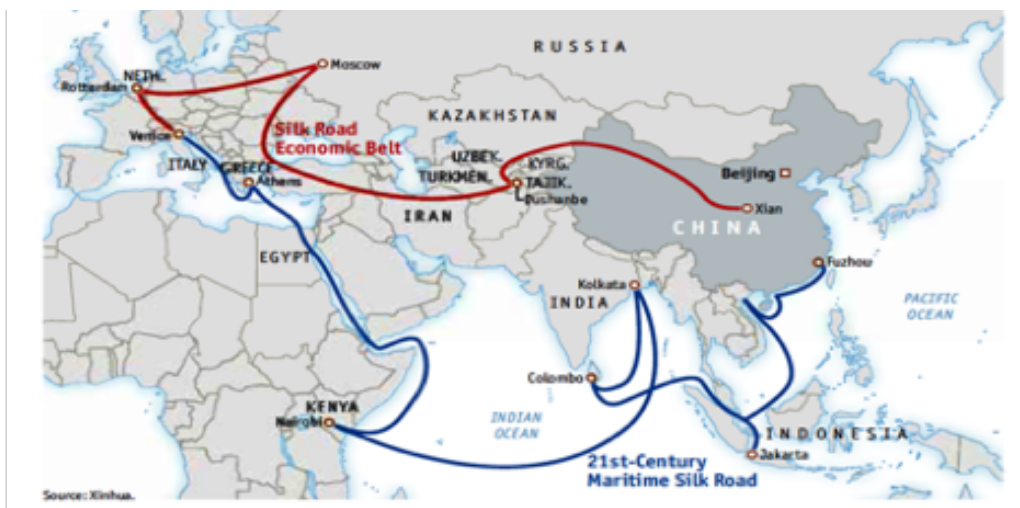 RUSSIA
Moscow
NETH.
Rotterdam
KAZAKHSTAN
Venice
Silk Road
Economic Belt
UZBEK.
KYRG.
ITALY
GREECE
TURKMEN.
TAJIK.
Beijing
Athens
Dushanbe
IRAN
Xian
CHINA
EGYPT
Fuzhou
Kolkata
INDIA
PACIFIC
OCEAN
Colombo
KENYA
Nairobi
INDIAN
OCEAN
INDONESIA
Jakarta
21st-Century
Maritime Silk Road
Source: Xinhua.